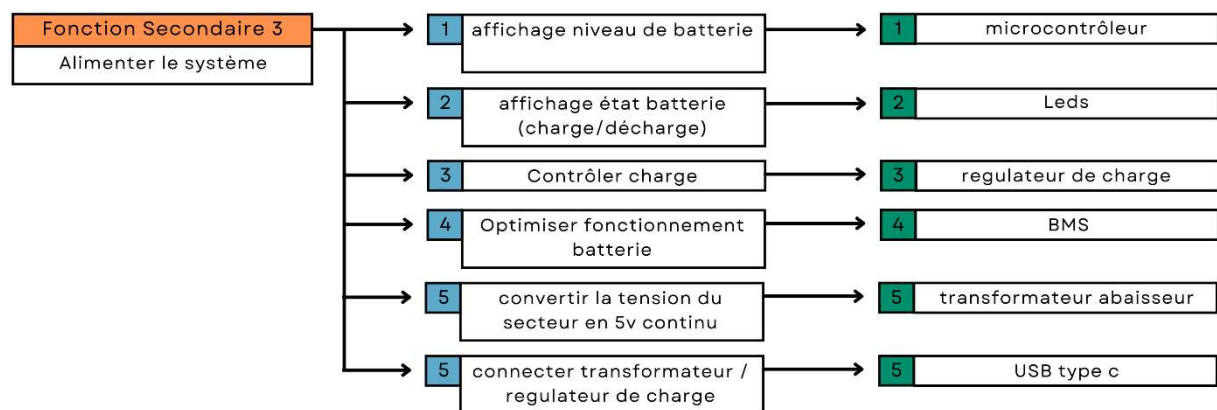 Fonction Secondaire 3
Alimenter le système
1 affichage niveau de batterie
1 microcontrôleur
2 affichage état batterie
(charge/décharge)
2 Leds
3 Contrôler charge
3 regulateur de charge
4 Optimiser fonctionnement
batterie
4 BMS
5 convertir la tension du
secteur en 5v continu
5 transformateur abaisseur
5 connecter transformateur /
regulateur de charge
5 USB type c